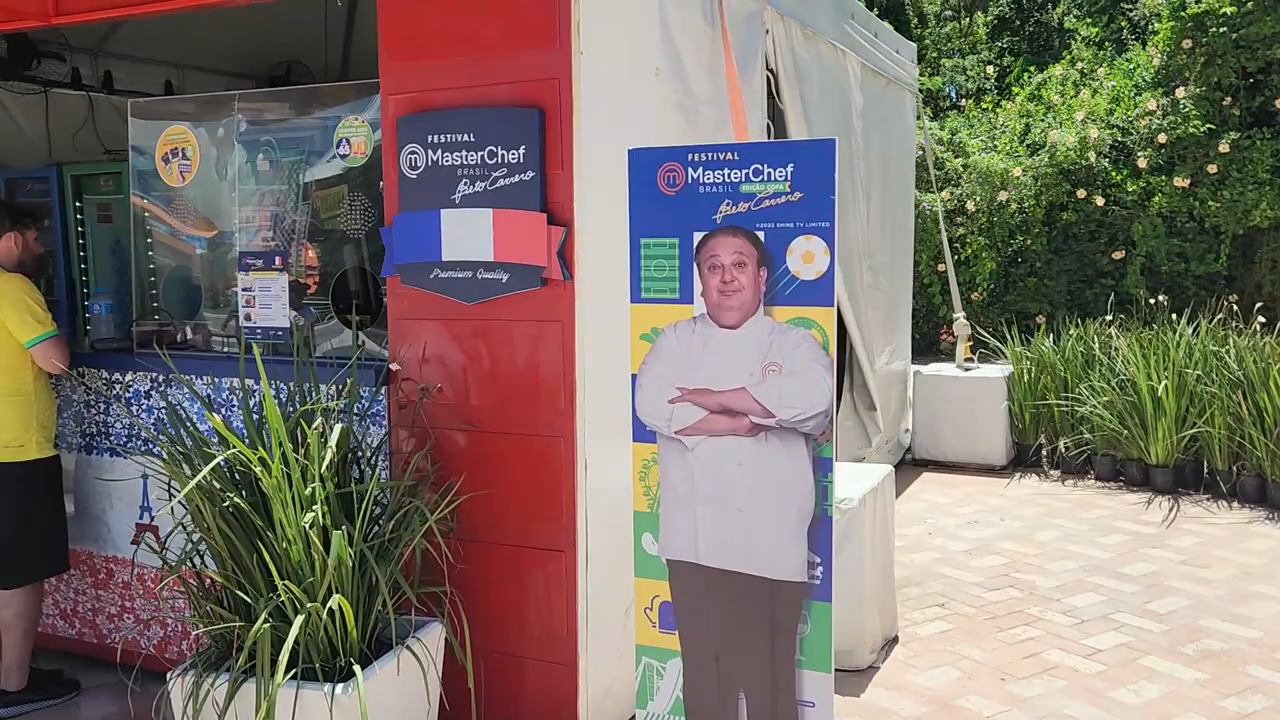 FESTIVAL
MasterChef
BRASIL
Beto Carrero
Premium Quality
FESTIVAL
MasterChef
BRASIL EDIÇÃO COPA
Beto Carrero
©2022 SHINE TV LIMITED